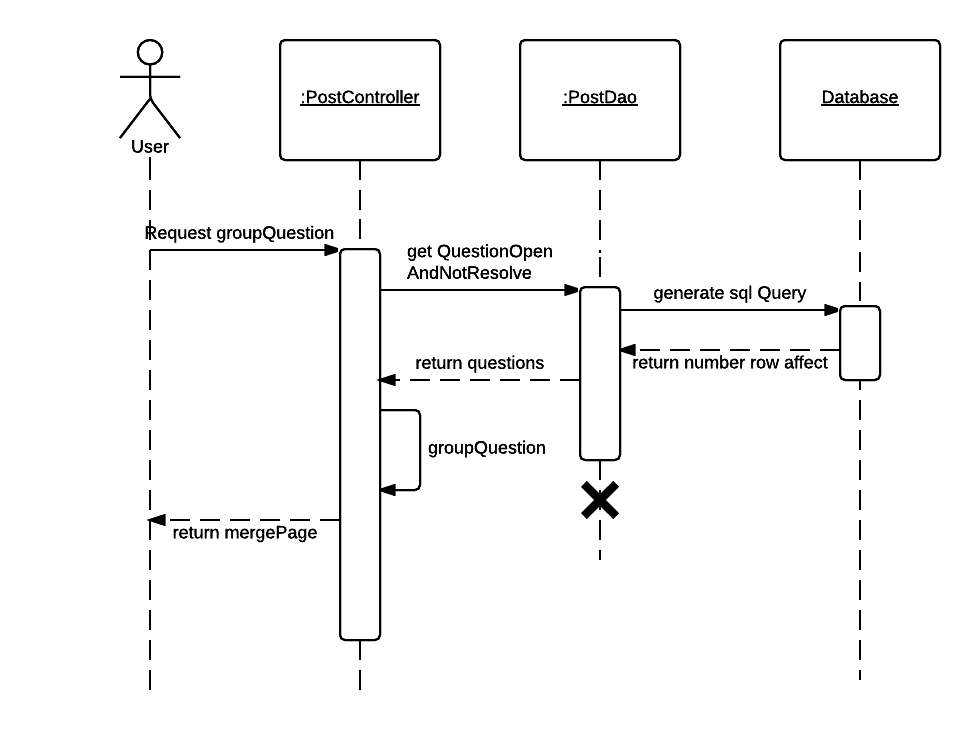 User
:PostController
:PostDao
Database
Request groupQuestion
get QuestionOpen
AndNotResolve
generate sql Query
return number row affect
return questions
groupQuestion
return mergePage